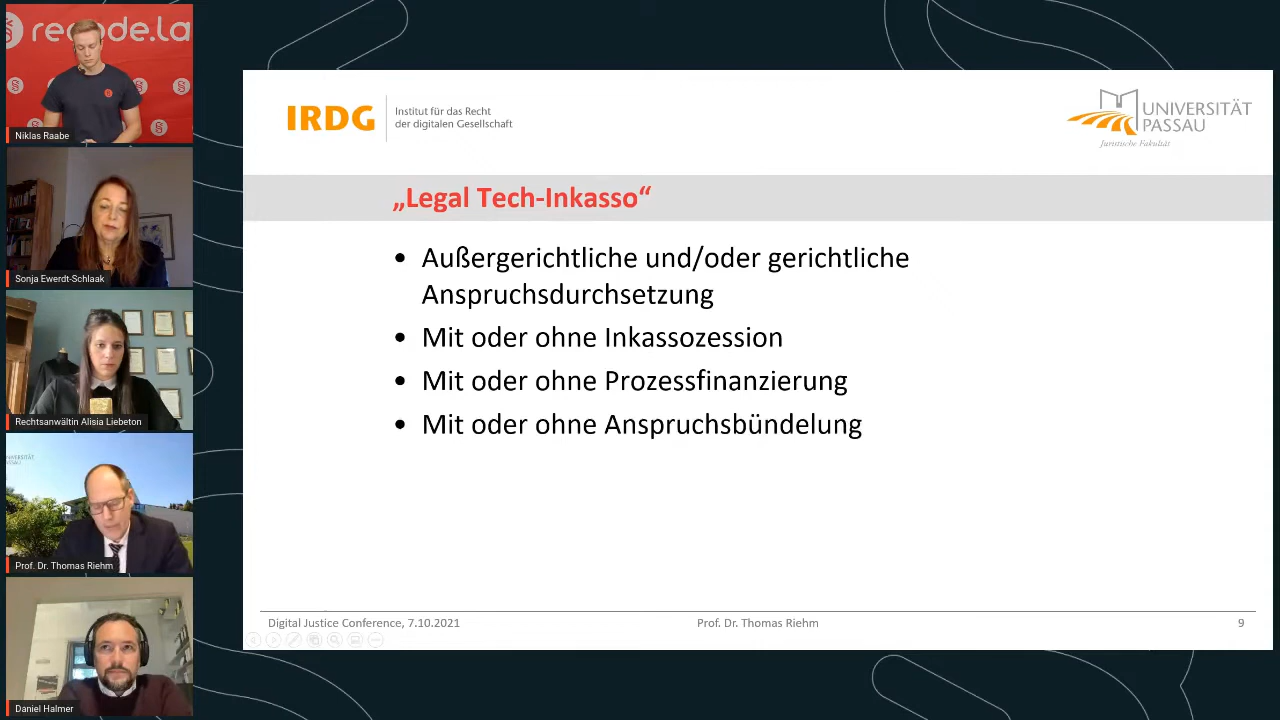 recode.la
Niklas Raabe
Sonja Ewerdt-Schlaak
Rechtsanwältin Alisia Liebeton
UNIVERSITÄT
PASSAU
Prof. Dr. Thomas Riehm
Daniel Halmer
IRDG
Institut für das Recht
der digitalen Gesellschaft
UNIVERSITÄT
PASSAU
Juristische Fakultät
„Legal Tech-Inkasso“
• Außergerichtliche und/oder gerichtliche
Anspruchsdurchsetzung
• Mit oder ohne Inkassozession
• Mit oder ohne Prozessfinanzierung
• Mit oder ohne Anspruchsbündelung
Digital Justice Conference, 7.10.2021
Prof. Dr. Thomas Riehm
9